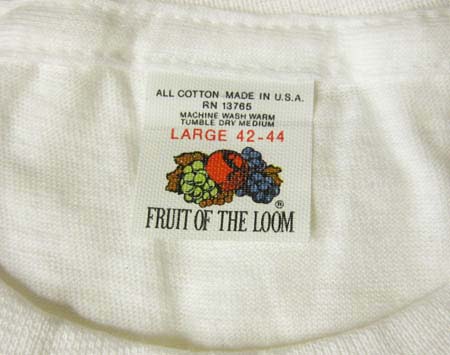 ALL COTTON MADE IN U.S.A.
RN 13765
MACHINE WASH WARM
TUMBLE DRY MEDIUM
LARGE 42-44
®
FRUIT OF THE LOOM